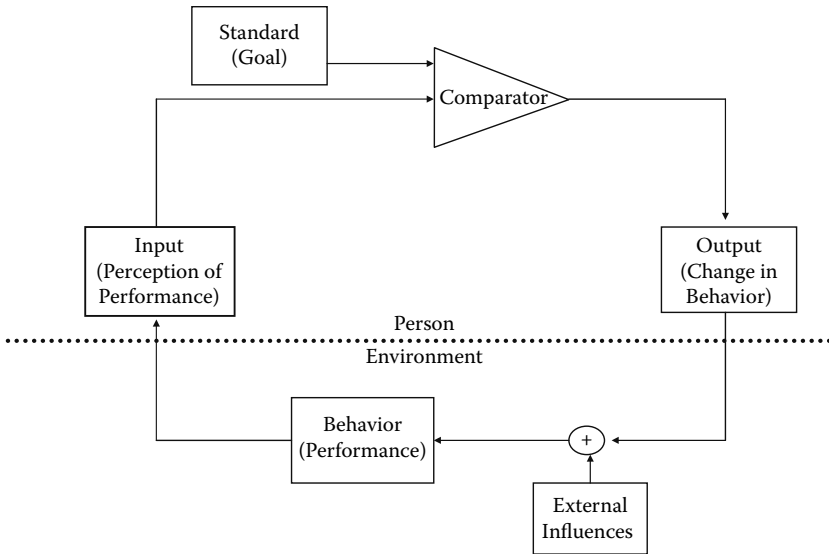 Standard
(Goal)
Comparator
Input
(Perception of
Performance)
Output
(Change in
Behavior)
Person
Environment
Behavior
(Performance)
+
External
Influences